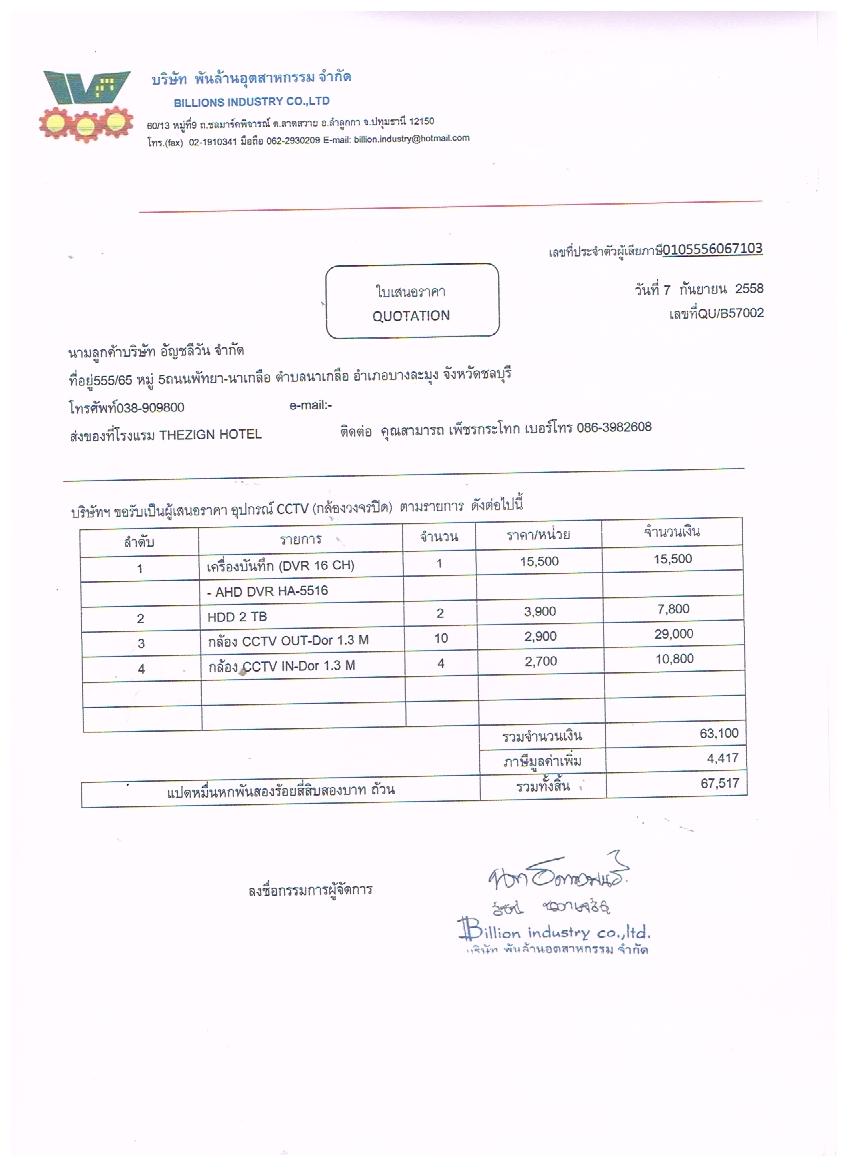 บริษัท พันล้านอุตสาหกรรม จำกัด
BILLIONS INDUSTRY CO.,LTD
60/13 หมู่ที่9 ถ.ชลมาร์คพิจารณ์ ต.ลาดสวาย อ.ลำลูกกา จ.ปทุมธานี 12150
โทร.(fax) 02-1910341 มือถือ 062-2930209 E-mail: billion.industry@hotmail.com
เลขที่ประจำตัวผู้เสียภาษี0105556067103
ใบเสนอราคา
QUOTATION
วันที่ 7 กันยายน 2558
เลขที่QU/B57002
นามลูกค้าบริษัท อัญชลีวัน จำกัด
ที่อยู่555/65 หมู่ 5ถนนพัทยา-นาเกลือ ตำบลนาเกลือ อำเภอบางละมุง จังหวัดชลบุรี
โทรศัพท์038-909800 e-mail:-
ส่งของที่โรงแรม THEZIGN HOTEL ติดต่อ คุณสามารถ เพ็ชรกระโทก เบอร์โทร 086-3982608
บริษัทฯ ขอรับเป็นผู้เสนอราคา อุปกรณ์ CCTV (กล้องวงจรปิด) ตามรายการ ดังต่อไปนี้
ลำดับ รายการ จำนวน ราคา/หน่วย จำนวนเงิน
1 เครื่องบันทึก (DVR 16 CH) 1 15,500 15,500
- AHD DVR HA-5516
2 HDD 2 TB 2 3,900 7,800
3 กล้อง CCTV OUT-Dor 1.3 M 10 2,900 29,000
4 กล้อง CCTV IN-Dor 1.3 M 4 2,700 10,800
รวมจำนวนเงิน 63,100
ภาษีมูลค่าเพิ่ม 4,417
แปดหมื่นหกพันสองร้อยสี่สิบสองบาท ถ้วน รวมทั้งสิ้น 67,517
ลงชื่อกรรมการผู้จัดการ
Billion industry co.,ltd.
บริษัท พันล้านอุตสาหกรรม จำกัด